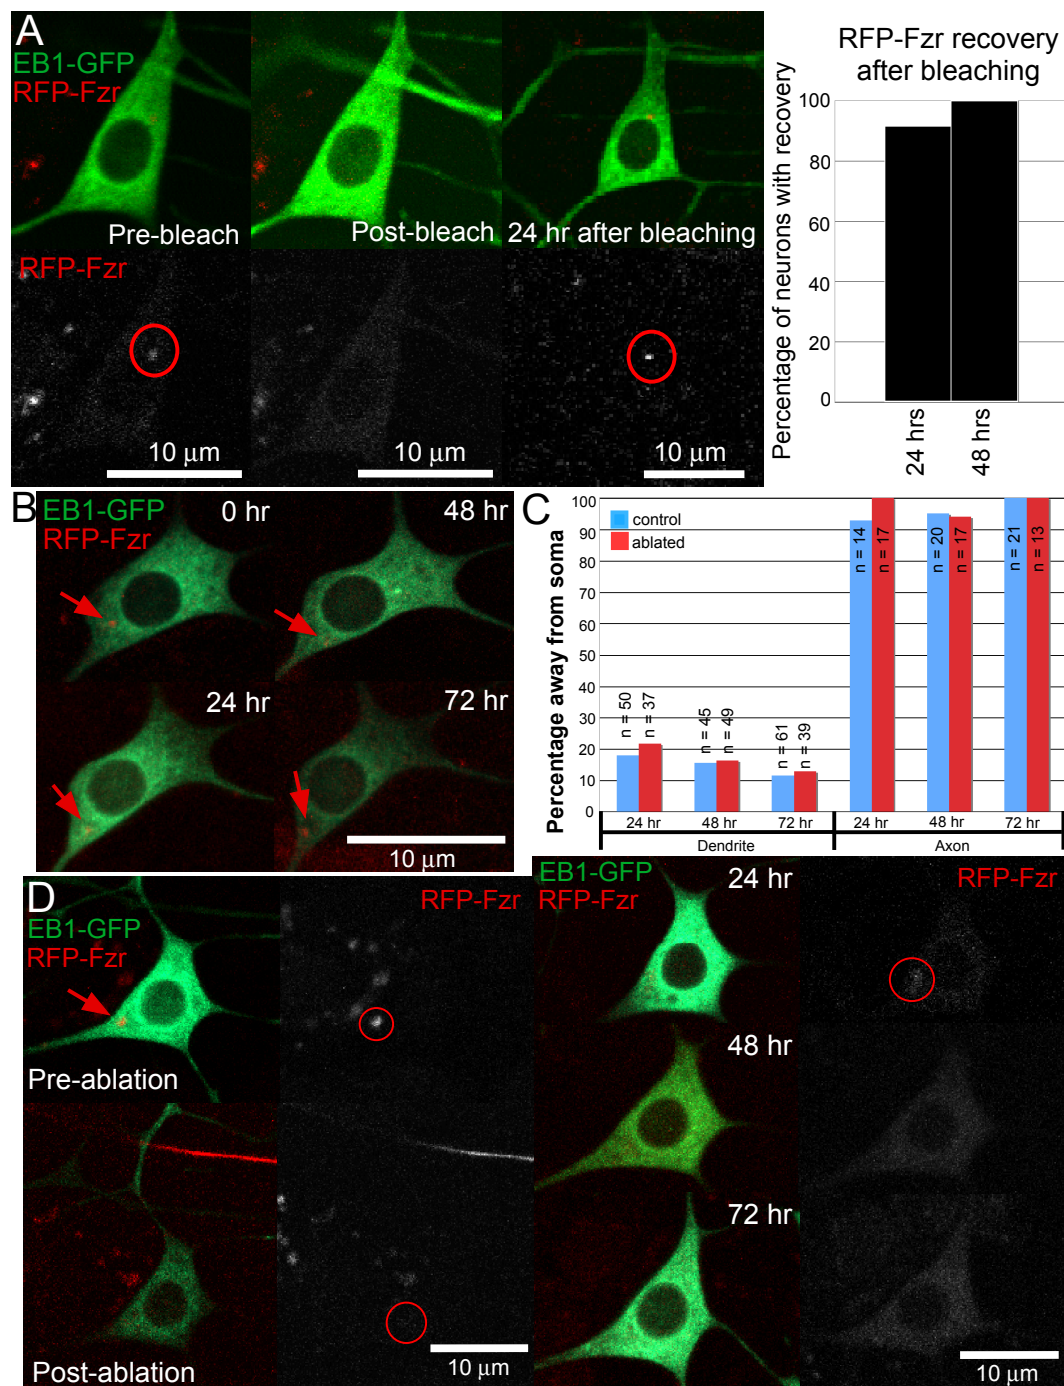 A
EB1-GFP
RFP-Fzr
Pre-bleach
Post-bleach
24 hr after bleaching
RFP-Fzr
10 μm
10 μm
10 μm
RFP-Fzr recovery
after bleaching
Percentage of neurons with recovery
100
80
60
40
20
0
24 hrs
48 hrs
B
EB1-GFP
RFP-Fzr
0 hr
48 hr
24 hr
72 hr
10 μm
C
Percentage away from soma
100
90
80
70
60
50
40
30
20
10
0
control
ablated
n = 50
n = 37
n = 45
n = 49
n = 61
n = 39
n = 14
n = 17
n = 20
n = 17
n = 21
n = 13
24 hr
48 hr
72 hr
24 hr
48 hr
72 hr
Dendrite
Axon
D
EB1-GFP
RFP-Fzr
RFP-Fzr
Pre-ablation
Post-ablation
10 μm
EB1-GFP
RFP-Fzr
24 hr
RFP-Fzr
48 hr
72 hr
10 μm